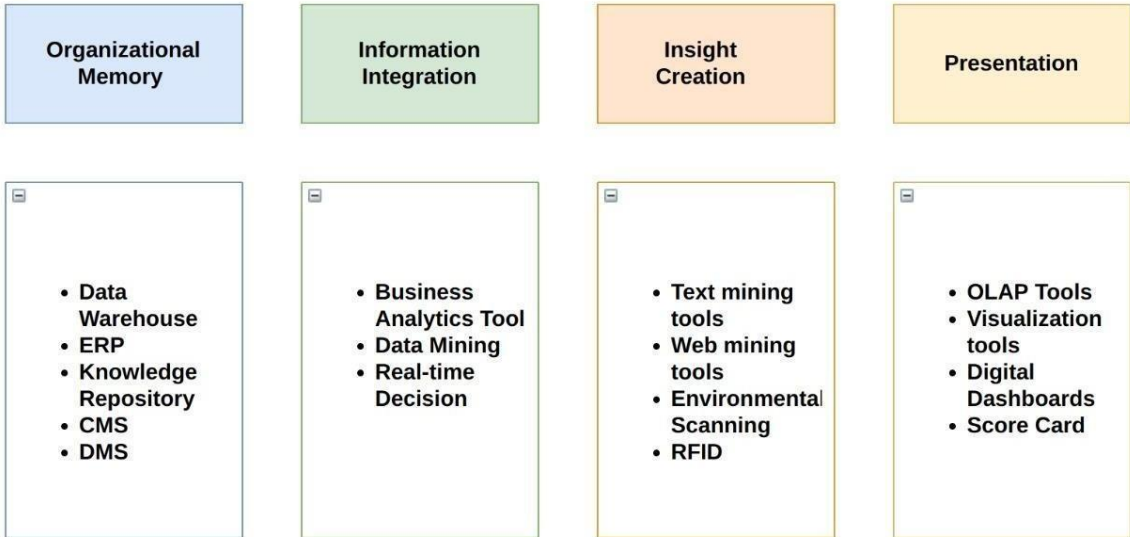 Organizational
Memory
Information
Integration
Insight
Creation
Presentation
• Data
Warehouse
• ERP
• Knowledge
Repository
• CMS
• DMS
• Business
Analytics Tool
• Data Mining
• Real-time
Decision
• Text mining
tools
• Web mining
tools
• Environmental
Scanning
• RFID
• OLAP Tools
• Visualization
tools
• Digital
Dashboards
• Score Card